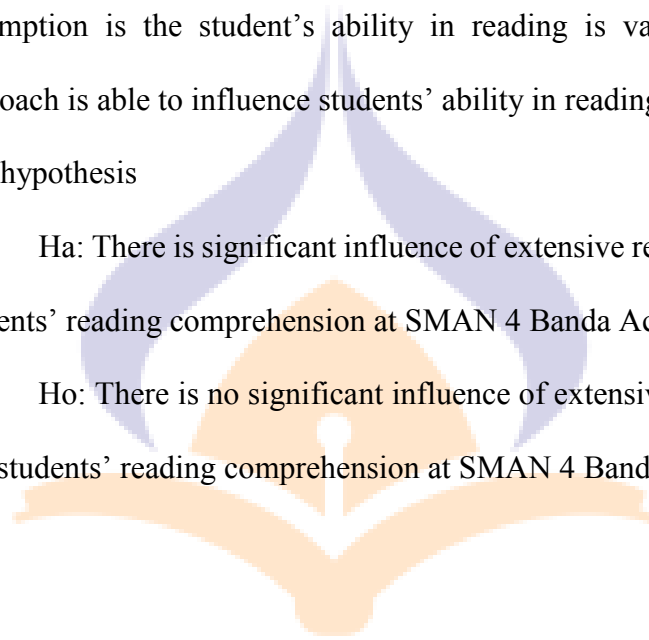 mption is the student’s ability in reading is va
oach is able to influence students’ ability in reading
hypothesis
Ha: There is significant influence of extensive re
ents’ reading comprehension at SMAN 4 Banda Ac
Ho: There is no significant influence of extensiv
students’ reading comprehension at SMAN 4 Band